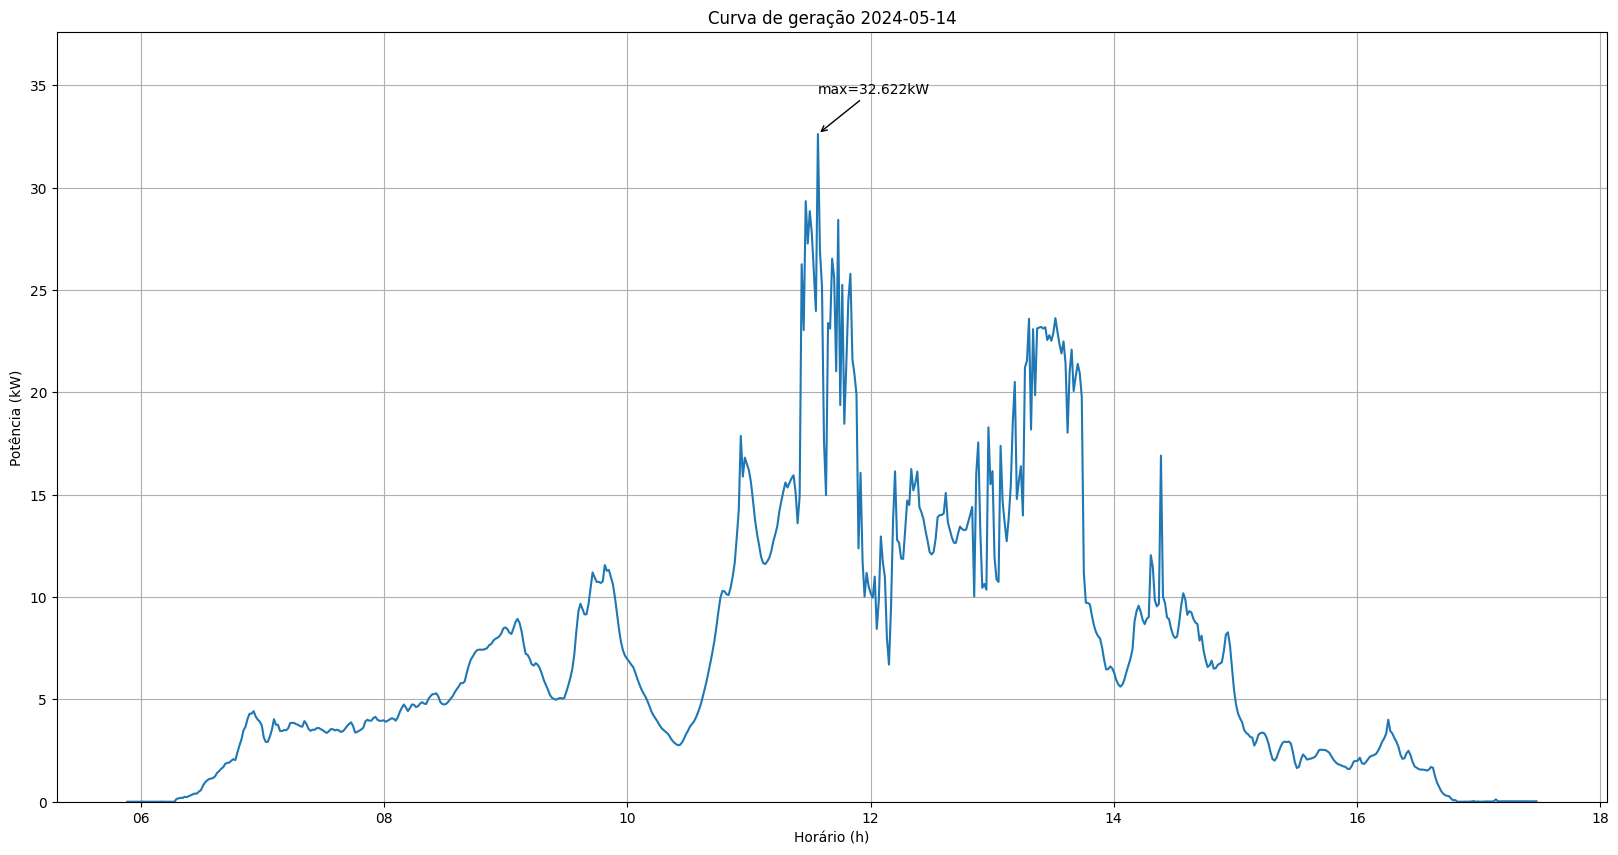 Curva de geração 2024-05-14
max=32.622kW
Potência (kW)
35
30
25
20
15
10
5
0
06 08 10 12 14 16 18
Horário (h)